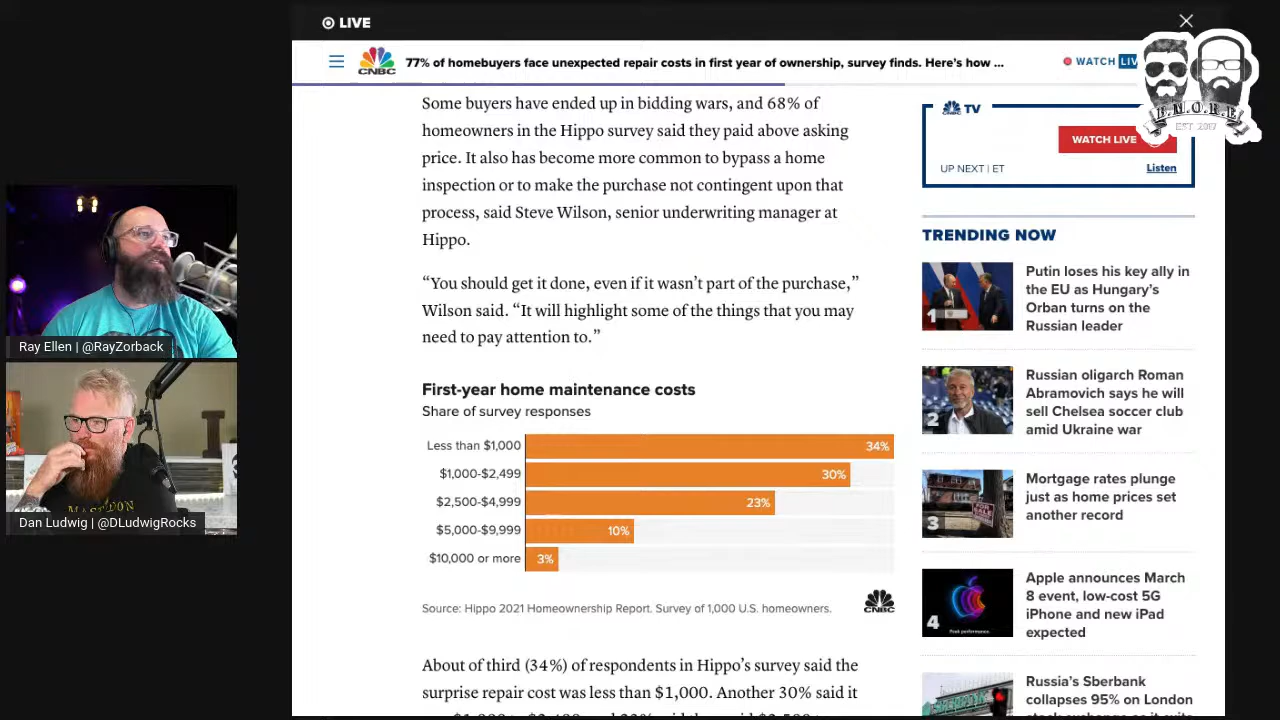 LIVE
CNBC
77% of homebuyers face unexpected repair costs in first year of ownership, survey finds. Here’s how ...
WATCH LIV
B.M.O.R.E
EST 2017
Some buyers have ended up in bidding wars, and 68% of
homeowners in the Hippo survey said they paid above asking
price. It also has become more common to bypass a home
inspection or to make the purchase not contingent upon that
process, said Steve Wilson, senior underwriting manager at
Hippo.
“You should get it done, even if it wasn’t part of the purchase,”
Wilson said. “It will highlight some of the things that you may
need to pay attention to.”
First-year home maintenance costs
Share of survey responses
Less than $1,000 34%
$1,000-$2,499 30%
$2,500-$4,999 23%
$5,000-$9,999 10%
$10,000 or more 3%
Source: Hippo 2021 Homeownership Report. Survey of 1,000 U.S. homeowners.
CNBC
About of third (34%) of respondents in Hippo’s survey said the
surprise repair cost was less than $1,000. Another 30% said it
TV
WATCH LIVE
UP NEXT | ET
Listen
TRENDING NOW
1
Putin loses his key ally in
the EU as Hungary’s
Orban turns on the
Russian leader
2
Russian oligarch Roman
Abramovich says he will
sell Chelsea soccer club
amid Ukraine war
3
Mortgage rates plunge
just as home prices set
another record
4
Peek performance.
Apple announces March
8 event, low-cost 5G
iPhone and new iPad
expected
Russia’s Sberbank
collapses 95% on London
Ray Ellen | @RayZorback
MASTODON
Dan Ludwig | @DLudwigRocks